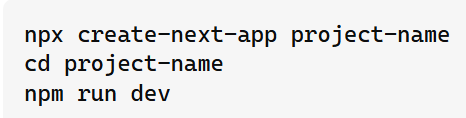 npx create-next-app project-name
cd project-name
npm run dev